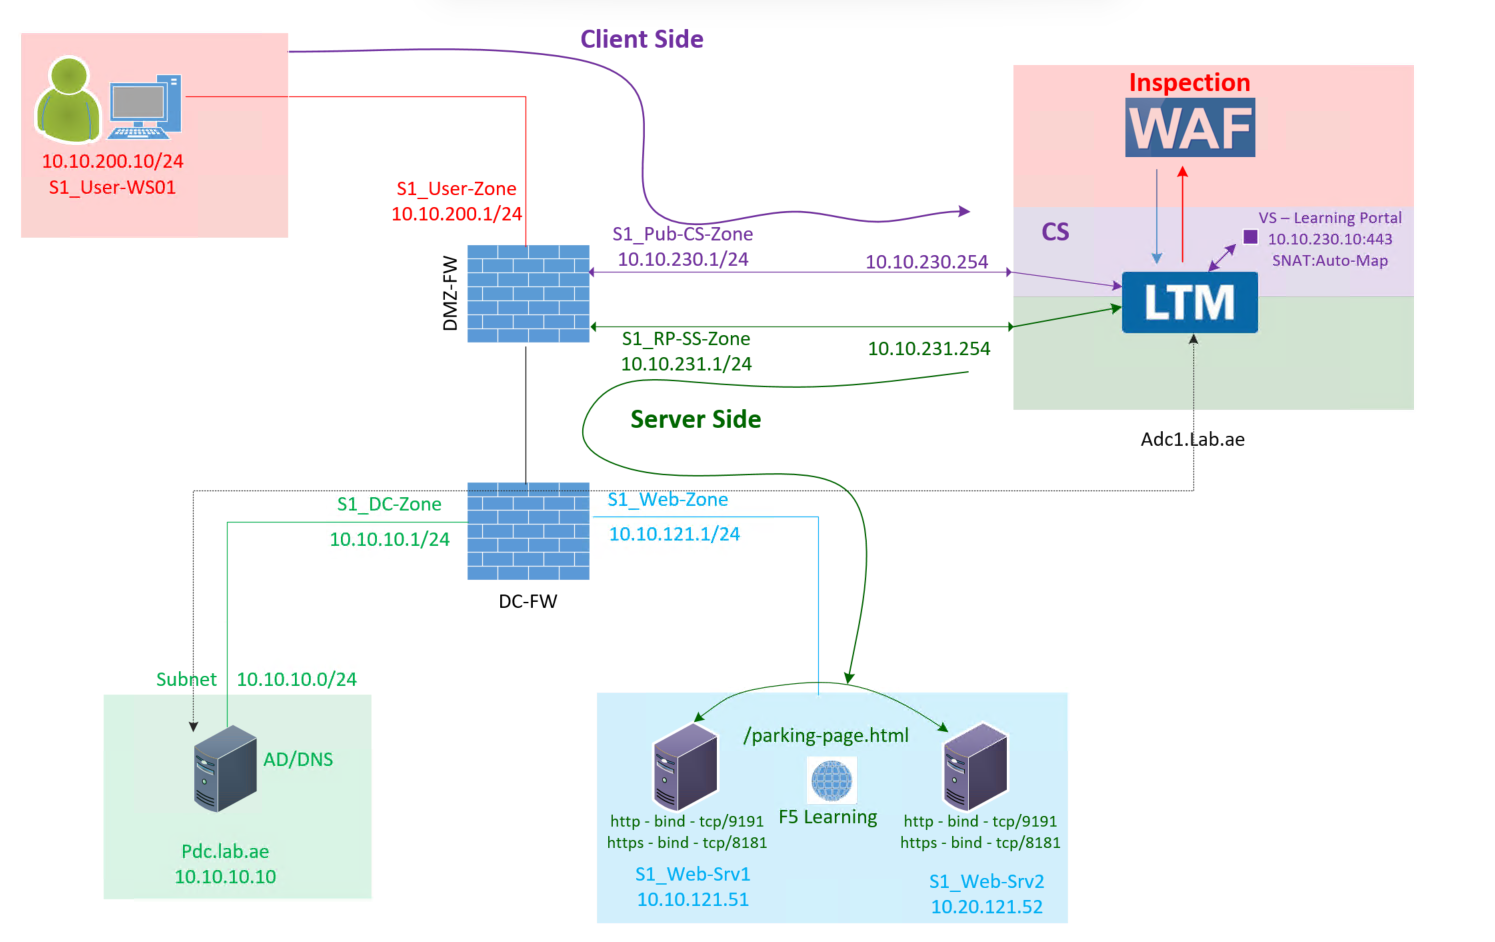 Client Side
Inspection
WAF
10.10.200.10/24
S1_User-WS01
S1_User-Zone
10.10.200.1/24
S1_Pub-CS-Zone
10.10.230.1/24
10.10.230.254
CS
VS – Learning Portal
10.10.230.10:443
SNAT:Auto-Map
DMZ-FW
LTM
S1_RP-SS-Zone
10.10.231.1/24
10.10.231.254
Server Side
Adc1.Lab.ae
S1_DC-Zone
10.10.10.1/24
S1_Web-Zone
10.10.121.1/24
DC-FW
Subnet 10.10.10.0/24
AD/DNS
Pdc.lab.ae
10.10.10.10
/parking-page.html
F5 Learning
http - bind - tcp/9191
https - bind - tcp/8181
S1_Web-Srv1
10.10.121.51
http - bind - tcp/9191
https - bind - tcp/8181
S1_Web-Srv2
10.20.121.52